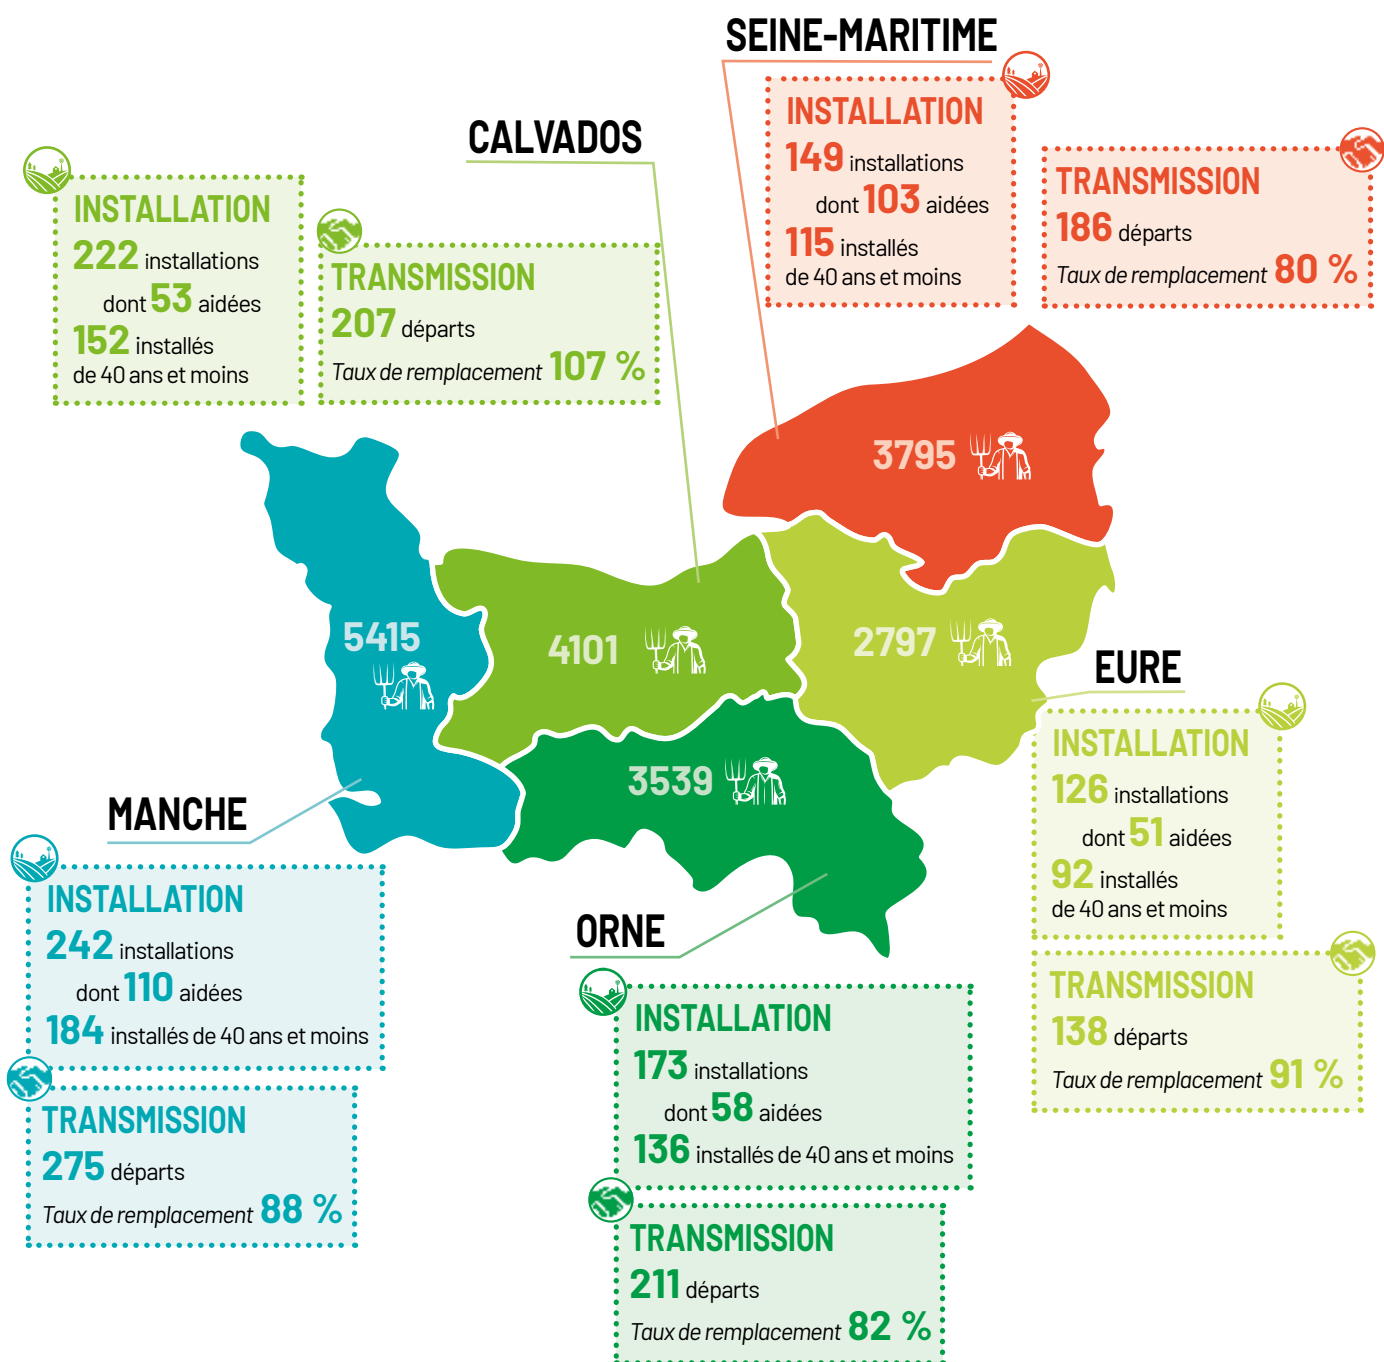 SEINE-MARITIME
INSTALLATION
149 installations
dont 103 aidées
115 installés
de 40 ans et moins
TRANSMISSION
186 départs
Taux de remplacement 80 %
CALVADOS
INSTALLATION
222 installations
dont 53 aidées
152 installés
de 40 ans et moins
TRANSMISSION
207 départs
Taux de remplacement 107 %
3795
5415
4101
2797
3539
EURE
INSTALLATION
126 installations
dont 51 aidées
92 installés
de 40 ans et moins
TRANSMISSION
138 départs
Taux de remplacement 91 %
MANCHE
INSTALLATION
242 installations
dont 110 aidées
184 installés de 40 ans et moins
TRANSMISSION
275 départs
Taux de remplacement 88 %
ORNE
INSTALLATION
173 installations
dont 58 aidées
136 installés de 40 ans et moins
TRANSMISSION
211 départs
Taux de remplacement 82 %